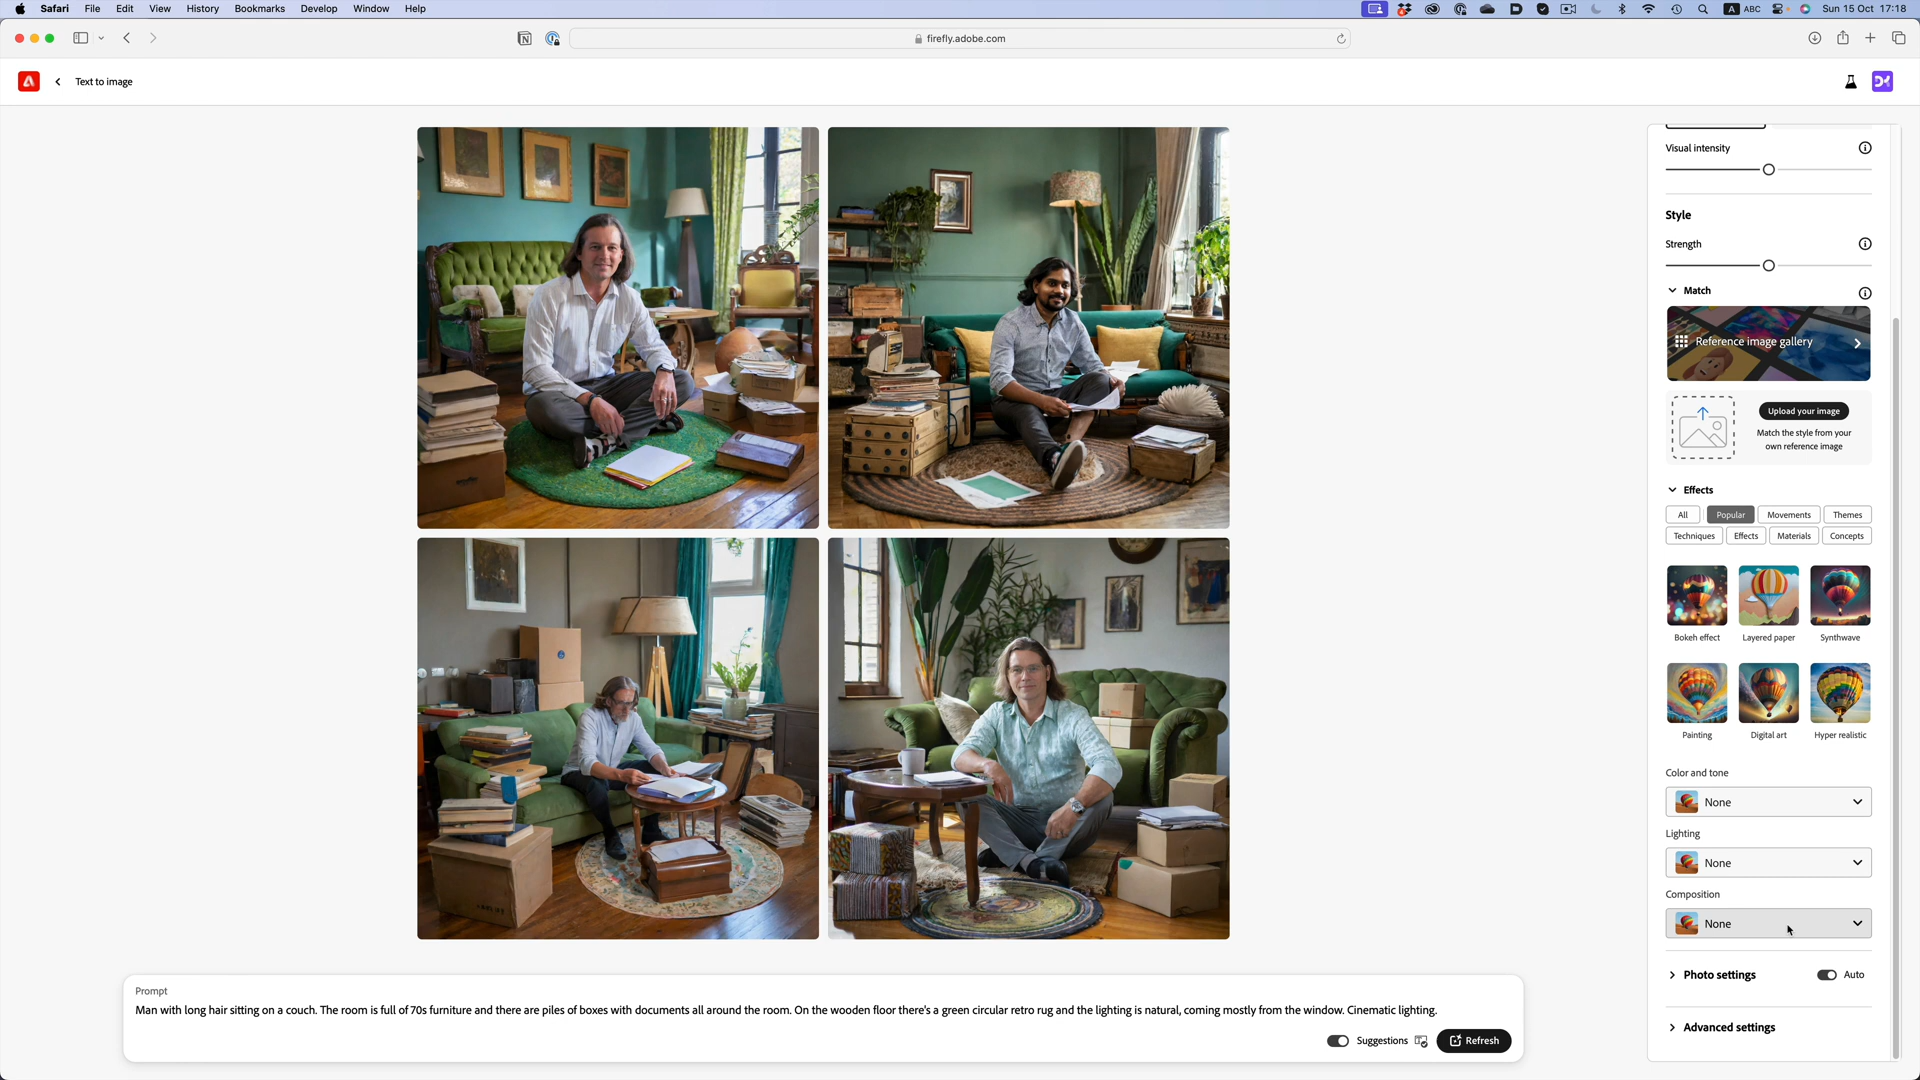 Safari File Edit View History Bookmarks Develop Window Help
A ABC Sun 15 Oct 17:18
firefly.adobe.com
Text to image
Visual intensity
Style
Strength
Match
Reference image gallery
Upload your image
Match the style from your
own reference image
Effects
All Popular Movements Themes
Techniques Effects Materials Concepts
Bokeh effect Layered paper Synthwave
Painting Digital art Hyper realistic
Color and tone
None
Lighting
None
Composition
None
Photo settings Auto
Advanced settings
Prompt
Man with long hair sitting on a couch. The room is full of 70s furniture and there are piles of boxes with documents all around the room. On the wooden floor there's a green circular retro rug and the lighting is natural, coming mostly from the window. Cinematic lighting.
Suggestions Refresh